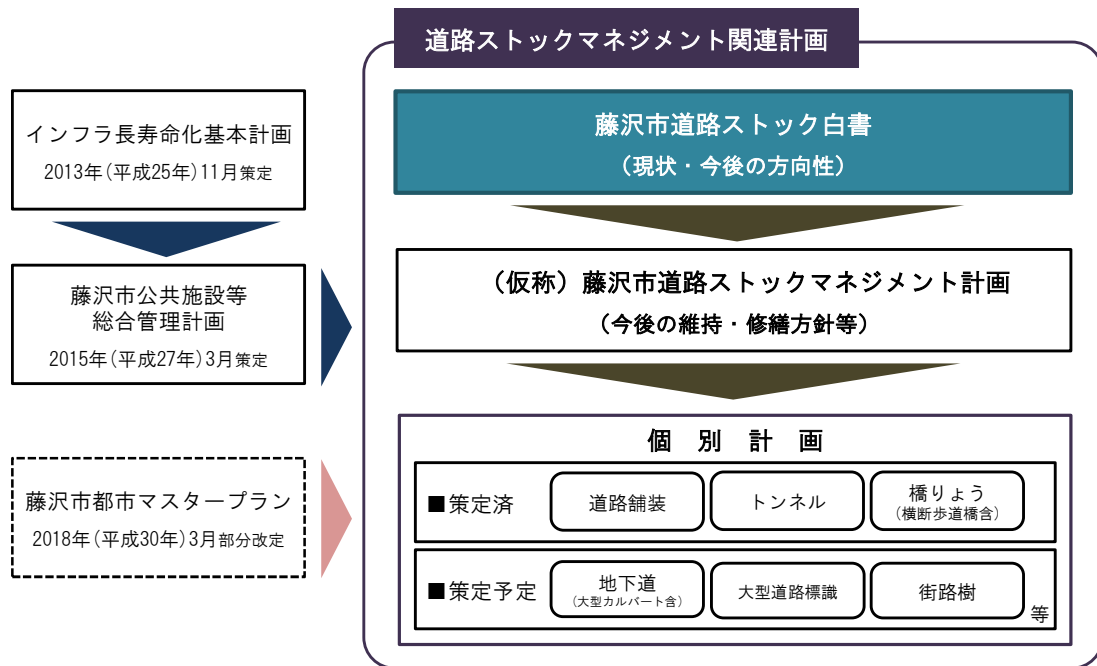 道路ストックマネジメント関連計画
インフラ長寿命化基本計画
2013年(平成25年)11月策定
藤沢市公共施設等
総合管理計画
2015年(平成27年)3月策定
藤沢市都市マスタープラン
2018年(平成30年)3月部分改定
藤沢市道路ストック白書
（現状・今後の方向性）
（仮称）藤沢市道路ストックマネジメント計画
（今後の維持・修繕方針等）
個 別 計 画
■策定済
道路舗装
トンネル
橋りょう
(横断歩道橋含)
■策定予定
地下道
(大型カルバート含)
大型道路標識
街路樹
等